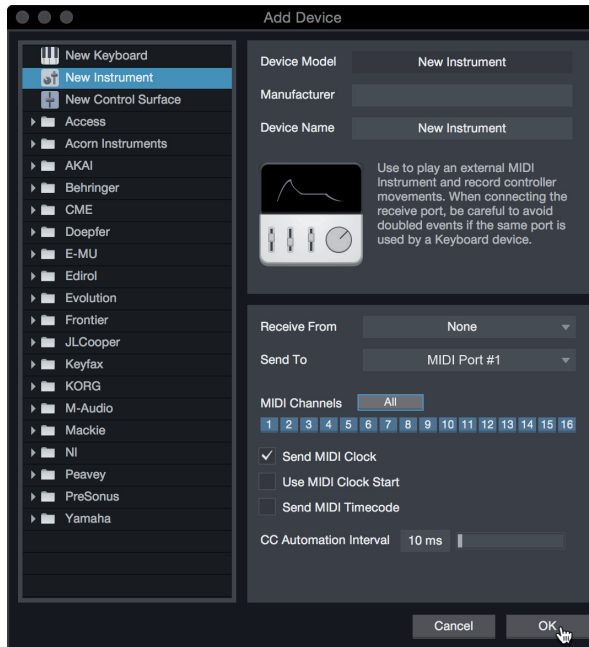 Add Device
New Keyboard
New Instrument
New Control Surface
Access
Acorn Instruments
AKAI
Behringer
CME
Doepfer
E-MU
Edirol
Evolution
Frontier
JLCooper
Keyfax
KORG
M-Audio
Mackie
NI
Peavey
PreSonus
Yamaha
Device Model New Instrument
Manufacturer
Device Name New Instrument
Use to play an external MIDI
Instrument and record controller
movements. When connecting the
receive port, be careful to avoid
doubled events if the same port is
used by a Keyboard device.
Receive From None
Send To MIDI Port #1
MIDI Channels All
1 2 3 4 5 6 7 8 9 10 11 12 13 14 15 16
Send MIDI Clock
Use MIDI Clock Start
Send MIDI Timecode
CC Automation Interval 10 ms
Cancel OK